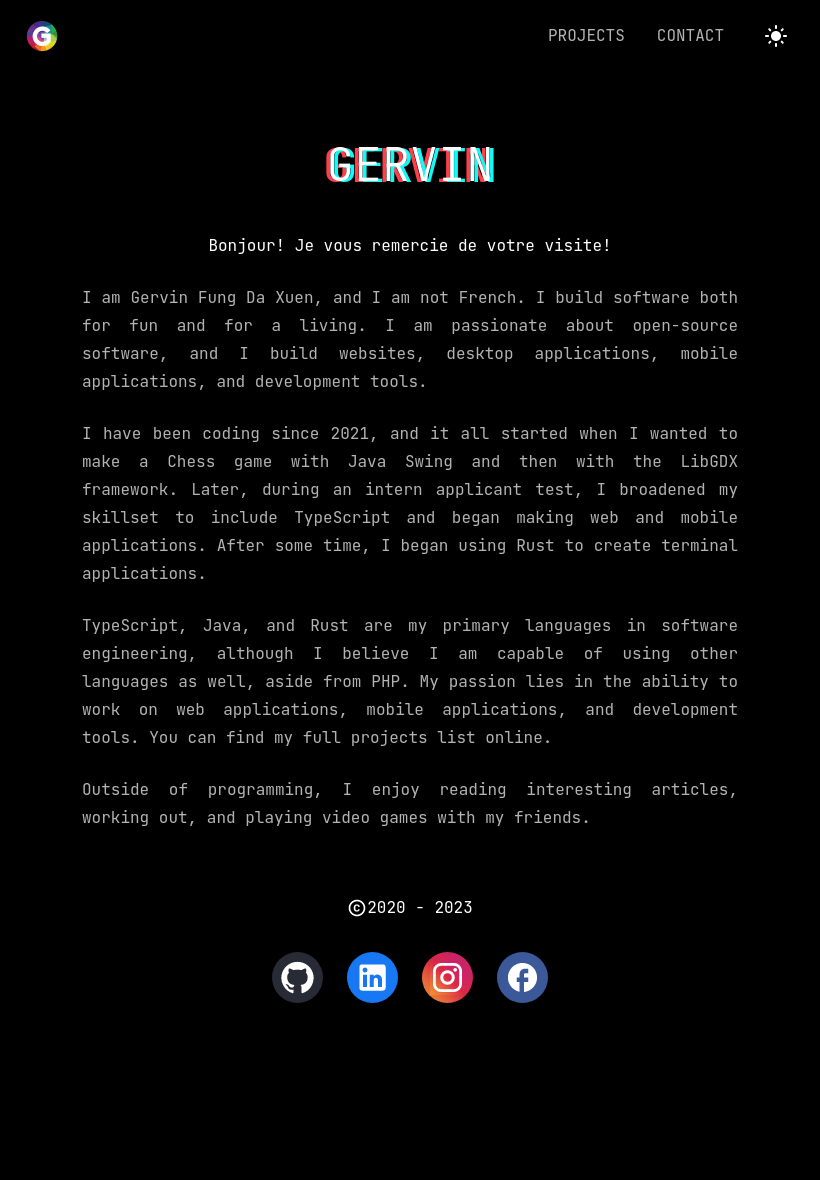 G
PROJECTS CONTACT
GERVIN
Bonjour! Je vous remercie de votre visite!
I am Gervin Fung Da Xuen, and I am not French. I build software both
for fun and for a living. I am passionate about open-source
software, and I build websites, desktop applications, mobile
applications, and development tools.
I have been coding since 2021, and it all started when I wanted to
make a Chess game with Java Swing and then with the LibGDX
framework. Later, during an intern applicant test, I broadened my
skillset to include TypeScript and began making web and mobile
applications. After some time, I began using Rust to create terminal
applications.
TypeScript, Java, and Rust are my primary languages in software
engineering, although I believe I am capable of using other
languages as well, aside from PHP. My passion lies in the ability to
work on web applications, mobile applications, and development
tools. You can find my full projects list online.
Outside of programming, I enjoy reading interesting articles,
working out, and playing video games with my friends.
©2020 - 2023